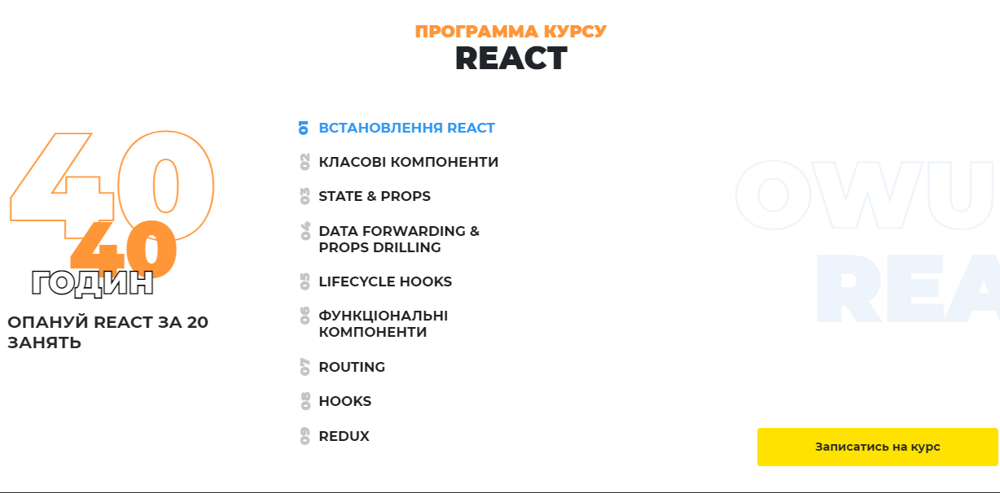 ПРОГРАММА КУРСУ
REACT
40
40
ГОДИН
ОПАНУЙ REACT ЗА 20
ЗАНЯТЬ
01 ВСТАНОВЛЕННЯ REACT
02 КЛАСОВІ КОМПОНЕНТИ
03 STATE & PROPS
04 DATA FORWARDING &
PROPS DRILLING
05 LIFECYCLE HOOKS
06 ФУНКЦІОНАЛЬНІ
КОМПОНЕНТИ
07 ROUTING
08 HOOKS
09 REDUX
OWU
REA
Записатись на курс